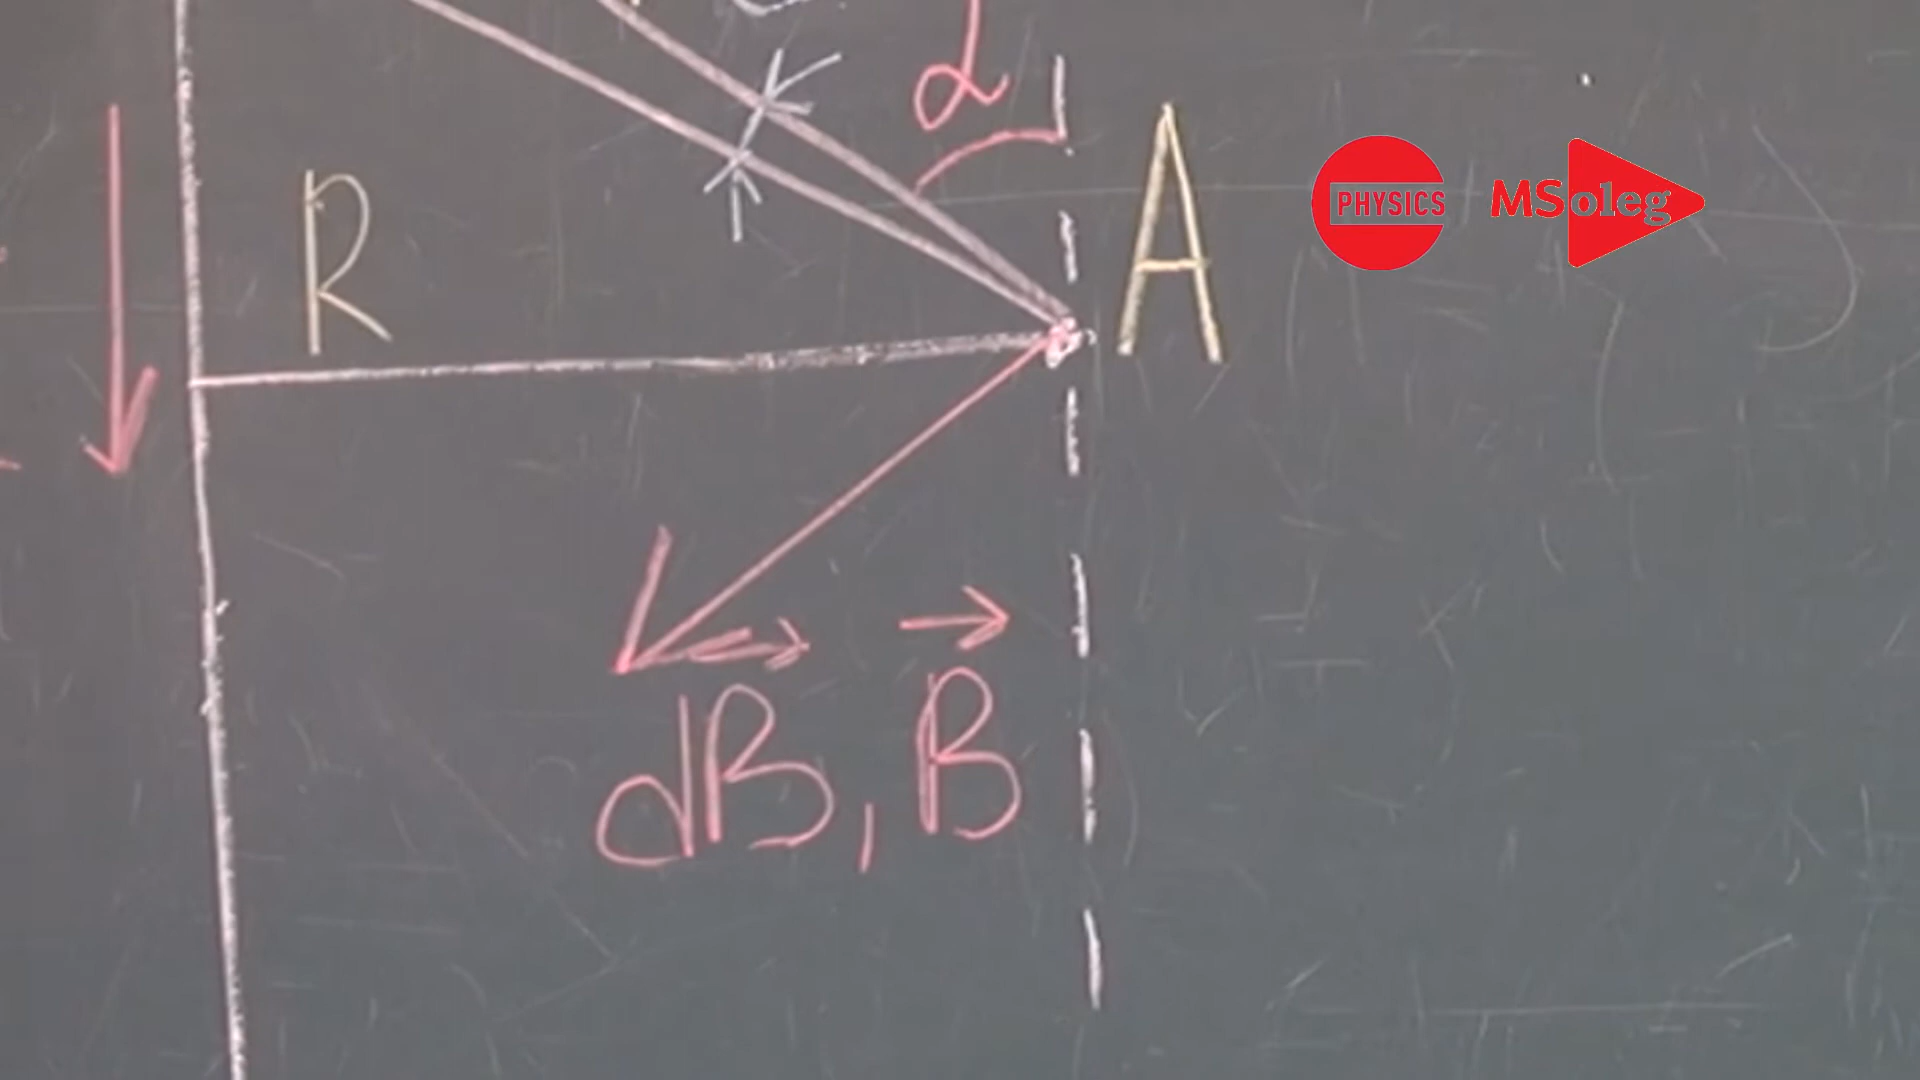 α
R
A
PHYSICS
MSoleg
dB⃗, B⃗